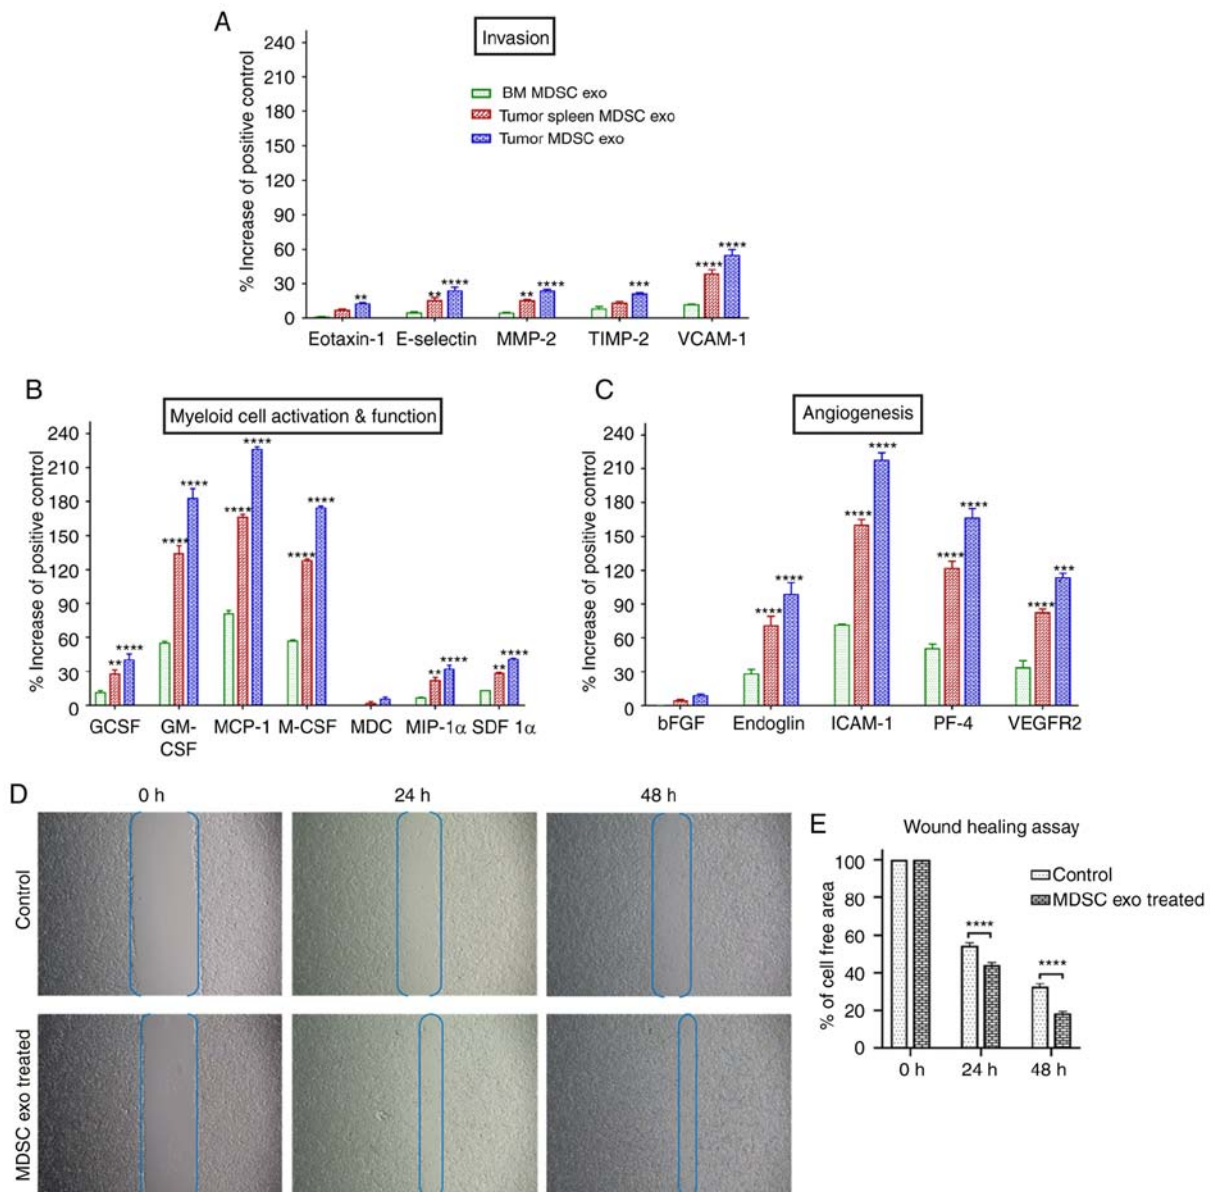 A
Invasion
% Increase of positive control
240
210
180
150
120
90
60
30
0
BM MDSC exo
Tumor spleen MDSC exo
Tumor MDSC exo
**
** ****
** ****
***
**** ****
Eotaxin-1 E-selectin MMP-2 TIMP-2 VCAM-1
B
Myeloid cell activation & function
% Increase of positive control
240
210
180
150
120
90
60
30
0
** ****
**** ****
**** ****
**** ****
** ****
** ****
GCSF GM-CSF MCP-1 M-CSF MDC MIP-1α SDF 1α
C
Angiogenesis
% Increase of positive control
240
210
180
150
120
90
60
30
0
**** ****
**** ****
**** ****
**** ***
bFGF Endoglin ICAM-1 PF-4 VEGFR2
D
0 h 24 h 48 h
Control
MDSC exo treated
E
Wound healing assay
% of cell free area
100
80
60
40
20
0
Control
MDSC exo treated
****
****
0 h 24 h 48 h